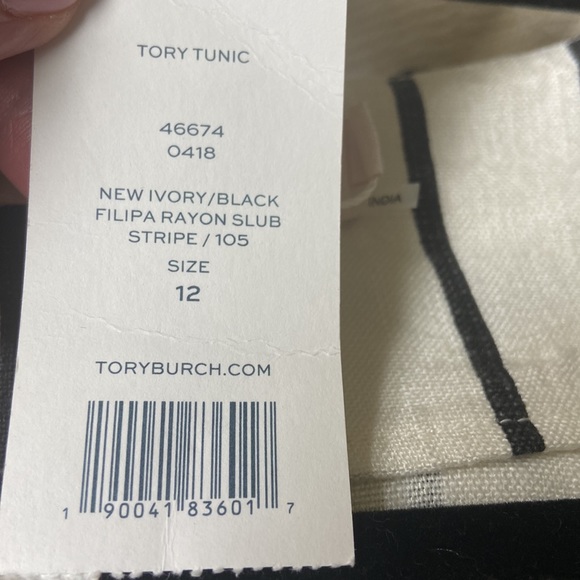 TORY TUNIC
46674
0418
NEW IVORY/BLACK
FILIPA RAYON SLUB
STRIPE / 105
SIZE
12
TORYBURCH.COM
1 90041 83601 7
INDIA